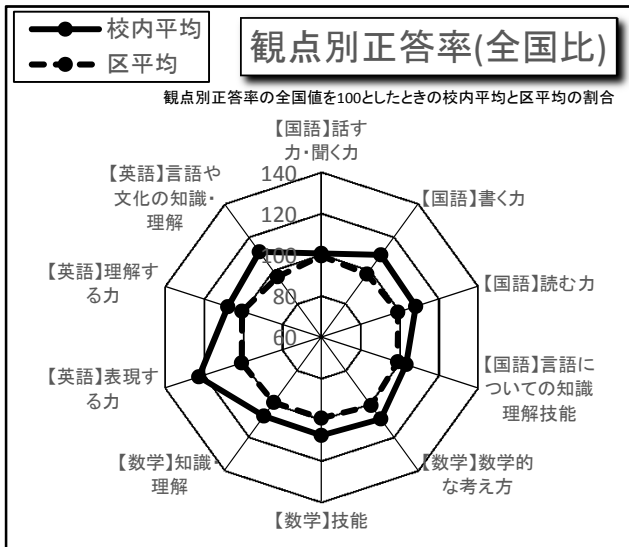 校内平均
区平均
観点別正答率(全国比)
観点別正答率の全国値を100としたときの校内平均と区平均の割合
【国語】話す
力・聞く力
【国語】書く力
【国語】読む力
【国語】言語に
ついての知識
理解技能
【数学】数学的
な考え方
【数学】技能
【数学】知識・
理解
【英語】表現す
る力
【英語】理解す
る力
【英語】言語や
文化の知識・
理解
140
120
100
80
60